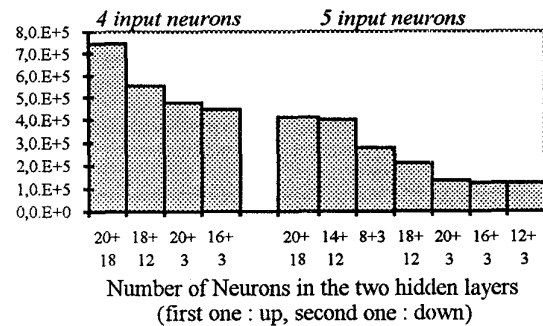 4 input neurons 5 input neurons
8,0.E+5
7,0.E+5
6,0.E+5
5,0.E+5
4,0.E+5
3,0.E+5
2,0.E+5
1,0.E+5
0,0.E+0
20+ 18+ 20+ 16+ 20+ 14+ 8+3 18+ 20+ 16+ 12+
18 12 3 3 18 12 12 3 3 3
Number of Neurons in the two hidden layers
(first one : up, second one : down)